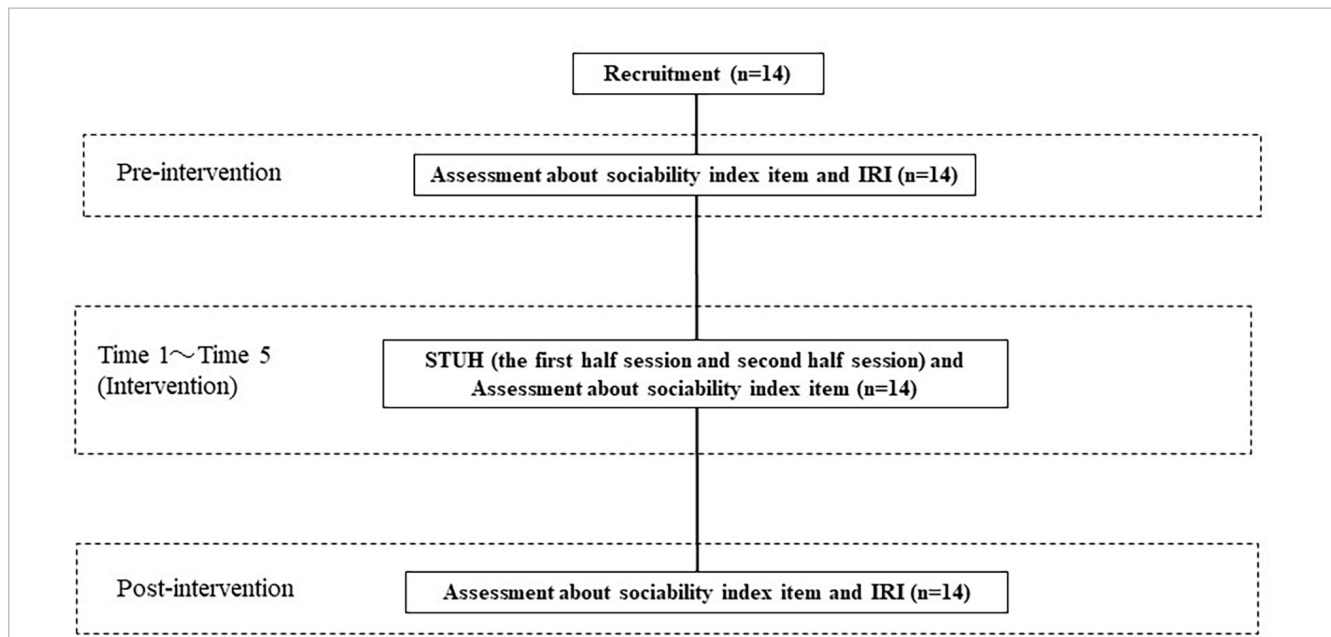 Recruitment (n=14)
Pre-intervention
Assessment about sociability index item and IRI (n=14)
Time 1～Time 5
(Intervention)
STUH (the first half session and second half session) and
Assessment about sociability index item (n=14)
Post-intervention
Assessment about sociability index item and IRI (n=14)